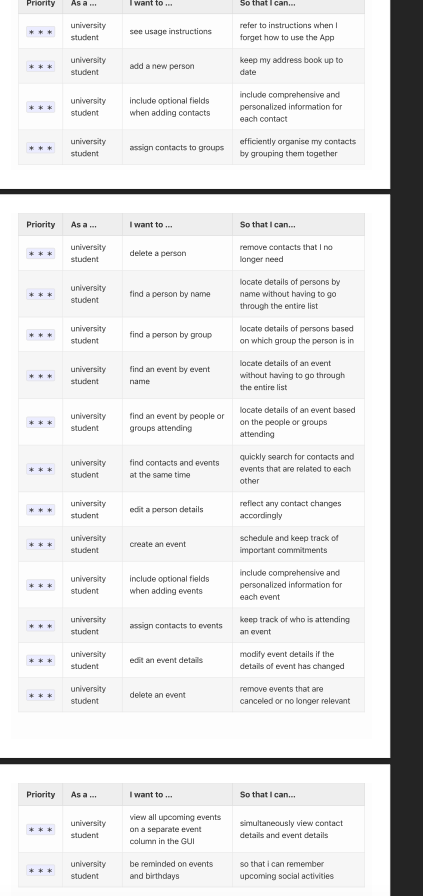 Priority As a ... I want to ... So that I can...
* * * university student see usage instructions refer to instructions when I forget how to use the App
* * * university student add a new person keep my address book up to date
* * * university student include optional fields when adding contacts include comprehensive and personalized information for each contact
* * * university student assign contacts to groups efficiently organise my contacts by grouping them together
Priority As a ... I want to ... So that I can...
* * * university student delete a person remove contacts that I no longer need
* * * university student find a person by name locate details of persons by name without having to go through the entire list
* * * university student find a person by group locate details of persons based on which group the person is in
* * * university student find an event by event name locate details of an event without having to go through the entire list
* * * university student find an event by people or groups attending locate details of an event based on the people or groups attending
* * * university student find contacts and events at the same time quickly search for contacts and events that are related to each other
* * * university student edit a person details reflect any contact changes accordingly
* * * university student create an event schedule and keep track of important commitments
* * * university student include optional fields when adding events include comprehensive and personalized information for each event
* * * university student assign contacts to events keep track of who is attending an event
* * * university student edit an event details modify event details if the details of event has changed
* * * university student delete an event remove events that are canceled or no longer relevant
Priority As a ... I want to ... So that I can...
* * * university student view all upcoming events on a separate event column in the GUI simultaneously view contact details and event details
* * * university student be reminded on events and birthdays so that i can remember upcoming social activities